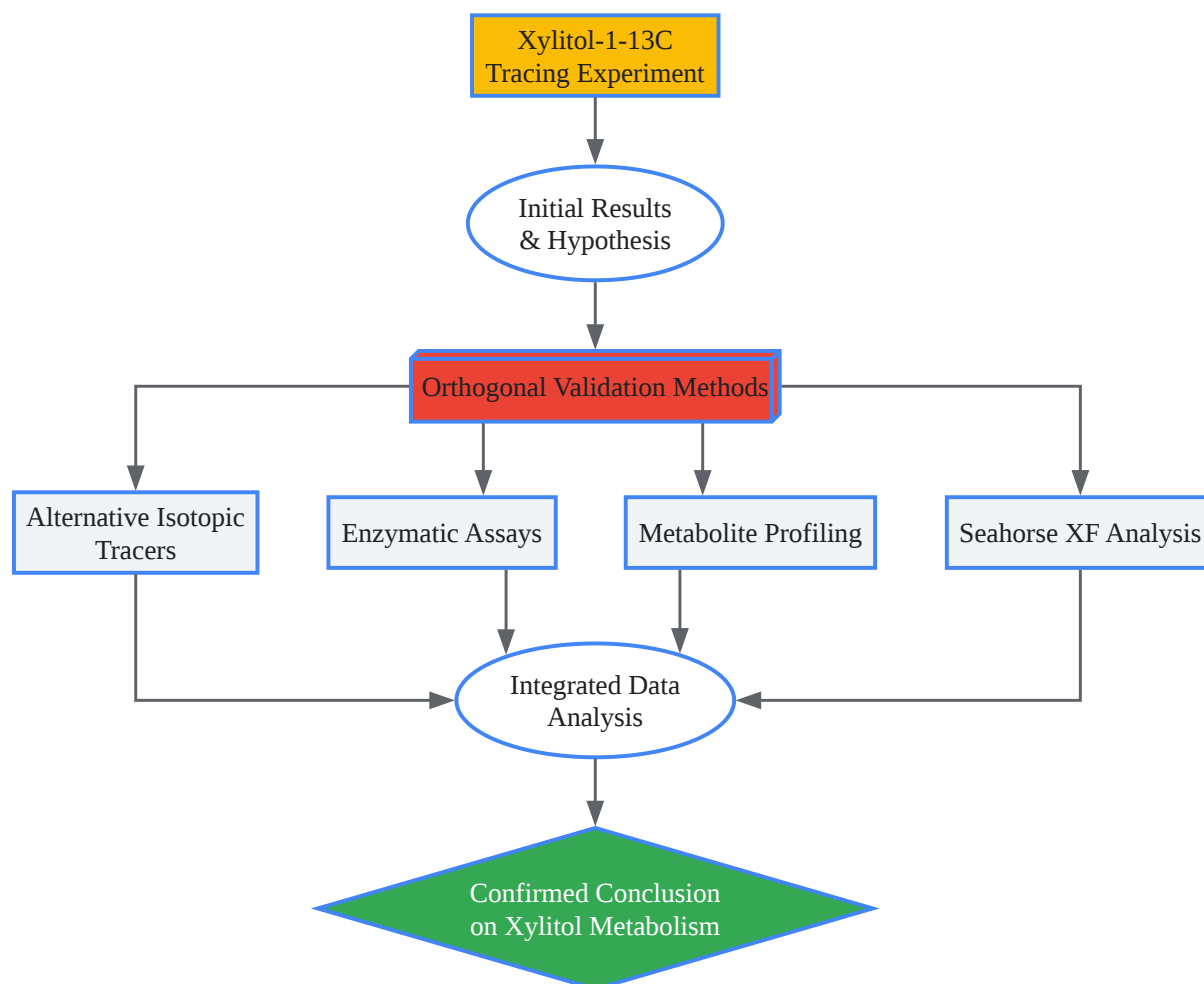 Xylitol-1-13C
Tracing Experiment
Initial Results
& Hypothesis
Orthogonal Validation Methods
Alternative Isotopic
Tracers
Enzymatic Assays
Metabolite Profiling
Seahorse XF Analysis
Integrated Data
Analysis
Confirmed Conclusion
on Xylitol Metabolism